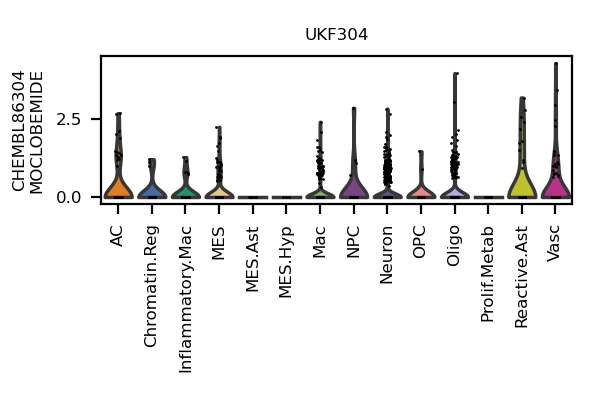 UKF304
CHEMBL86304
MOCLOBEMIDE
2.5
0.0
AC
Chromatin.Reg
Inflammatory.Mac
MES
MES.Ast
MES.Hyp
Mac
NPC
Neuron
OPC
Oligo
Prolif.Metab
Reactive.Ast
Vasc